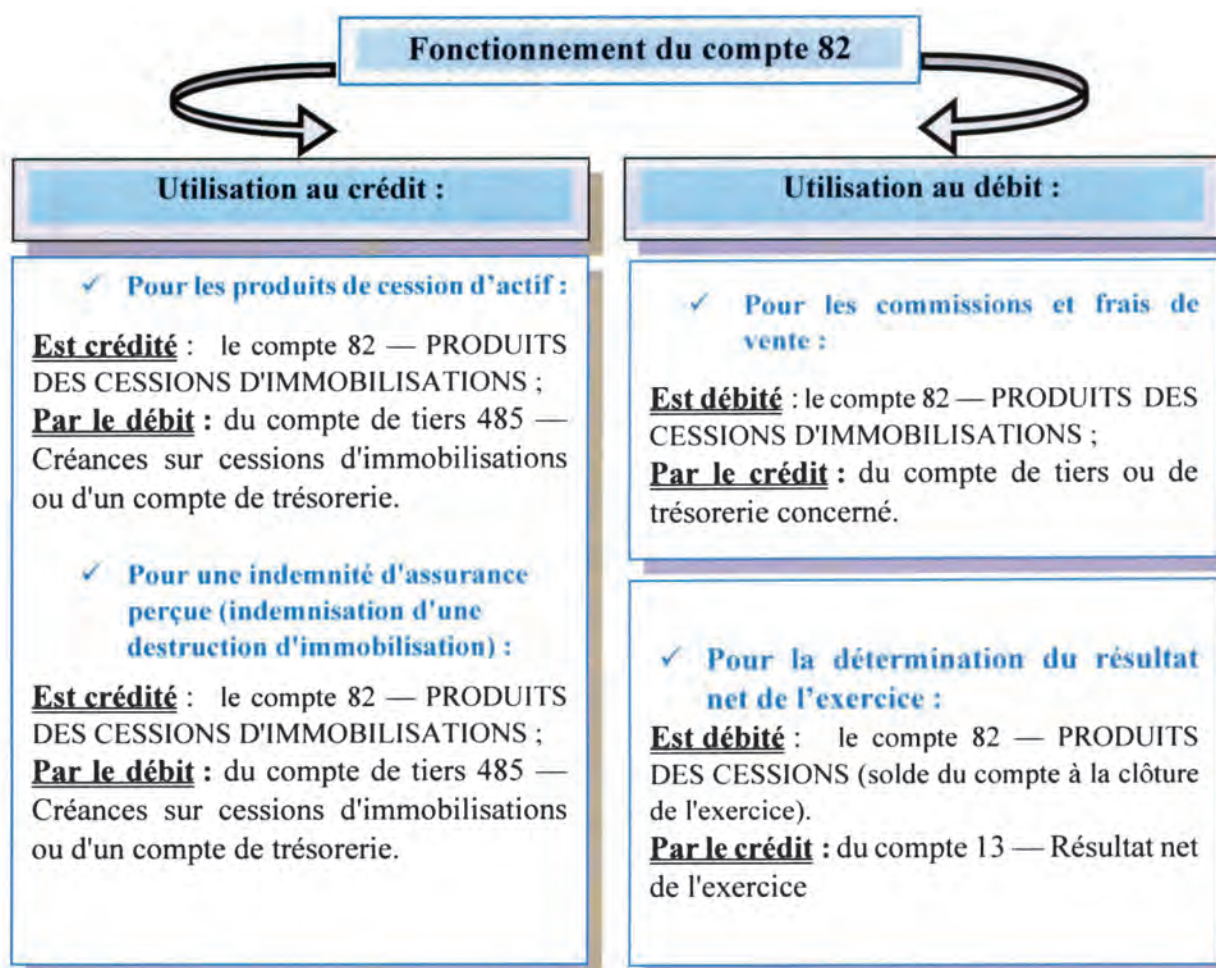 Fonctionnement du compte 82
Utilisation au crédit :
✓ Pour les produits de cession d'actif :
Est crédité : le compte 82 — PRODUITS
DES CESSIONS D'IMMOBILISATIONS ;
Par le débit : du compte de tiers 485 —
Créances sur cessions d'immobilisations
ou d'un compte de trésorerie.
✓ Pour une indemnité d'assurance
perçue (indemnisation d'une
destruction d'immobilisation) :
Est crédité : le compte 82 — PRODUITS
DES CESSIONS D'IMMOBILISATIONS ;
Par le débit : du compte de tiers 485 —
Créances sur cessions d'immobilisations
ou d'un compte de trésorerie.
Utilisation au débit :
✓ Pour les commissions et frais de
vente :
Est débité : le compte 82 — PRODUITS DES
CESSIONS D'IMMOBILISATIONS ;
Par le crédit : du compte de tiers ou de
trésorerie concerné.
✓ Pour la détermination du résultat
net de l'exercice :
Est débité : le compte 82 — PRODUITS
DES CESSIONS (solde du compte à la clôture
de l'exercice).
Par le crédit : du compte 13 — Résultat net
de l'exercice